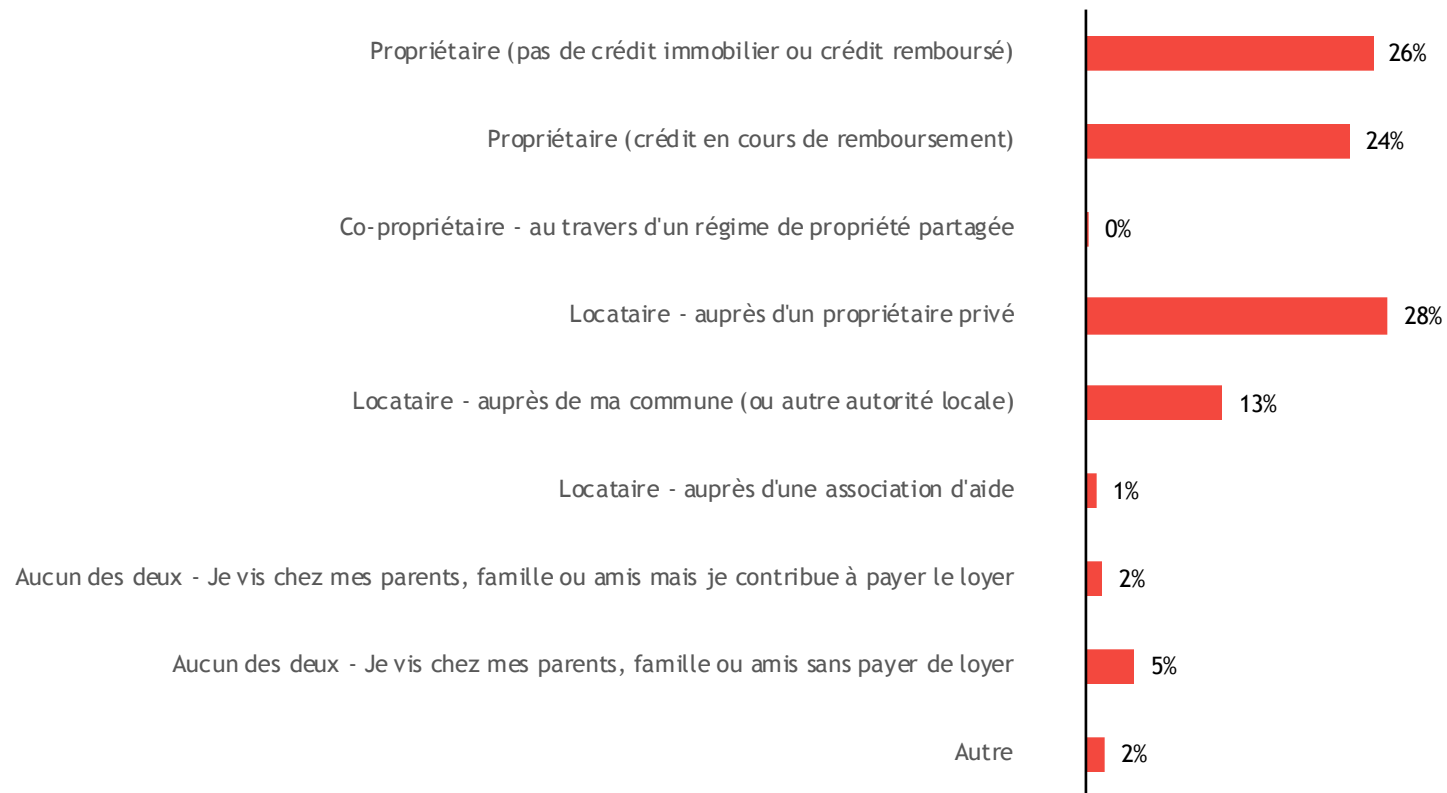 Propriétaire (pas de crédit immobilier ou crédit remboursé) 26%
Propriétaire (crédit en cours de remboursement) 24%
Co-propriétaire - au travers d'un régime de propriété partagée 0%
Locataire - auprès d'un propriétaire privé 28%
Locataire - auprès de ma commune (ou autre autorité locale) 13%
Locataire - auprès d'une association d'aide 1%
Aucun des deux - Je vis chez mes parents, famille ou amis mais je contribue à payer le loyer 2%
Aucun des deux - Je vis chez mes parents, famille ou amis sans payer de loyer 5%
Autre 2%